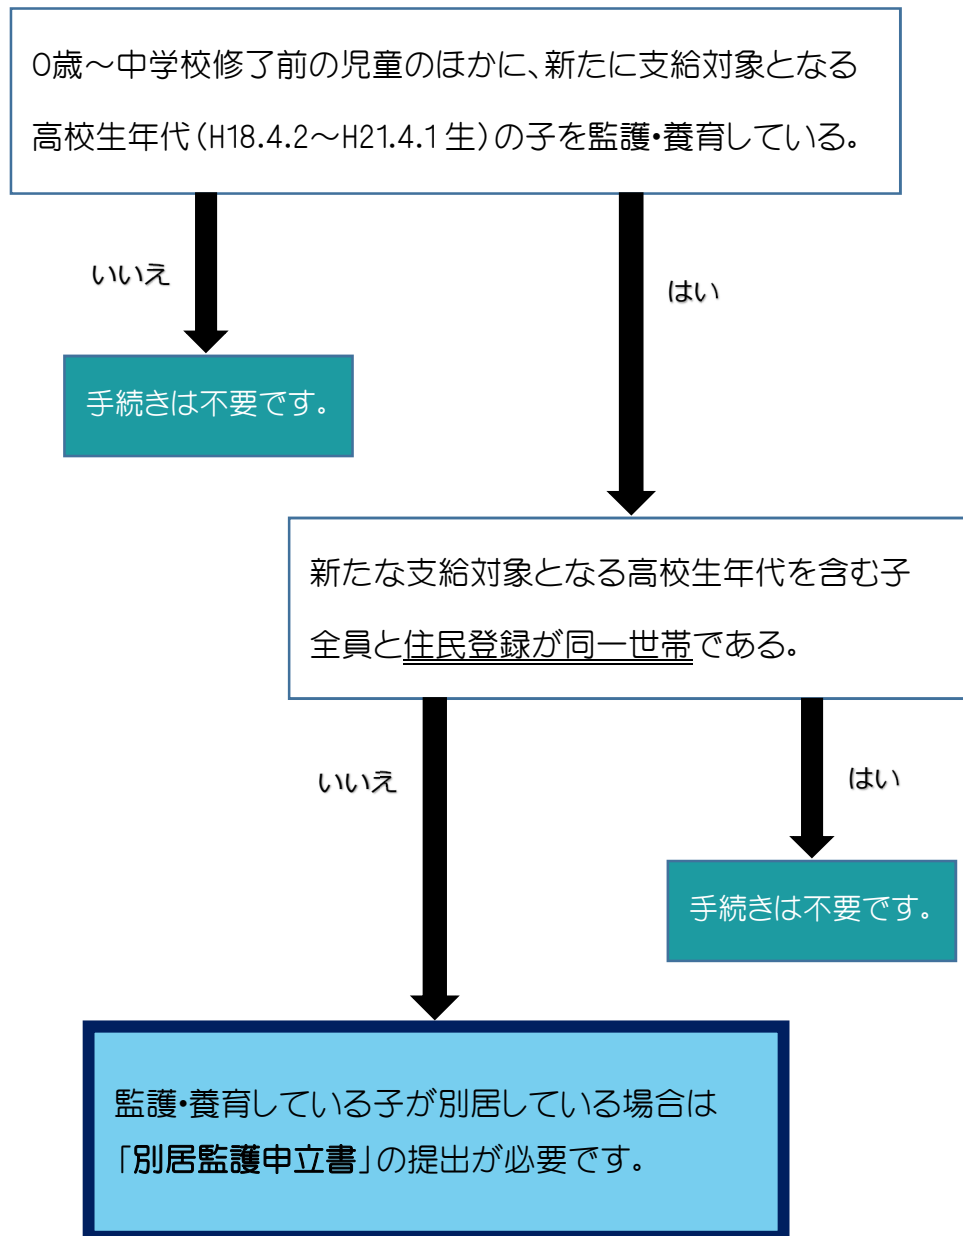 0歳～中学校修了前の児童のほかに、新たに支給対象となる
高校生年代（H18.4.2～H21.4.1生）の子を監護・養育している。
いいえ
はい
手続きは不要です。
新たな支給対象となる高校生年代を含む子
全員と住民登録が同一世帯である。
いいえ
はい
手続きは不要です。
監護・養育している子が別居している場合は
「別居監護申立書」の提出が必要です。